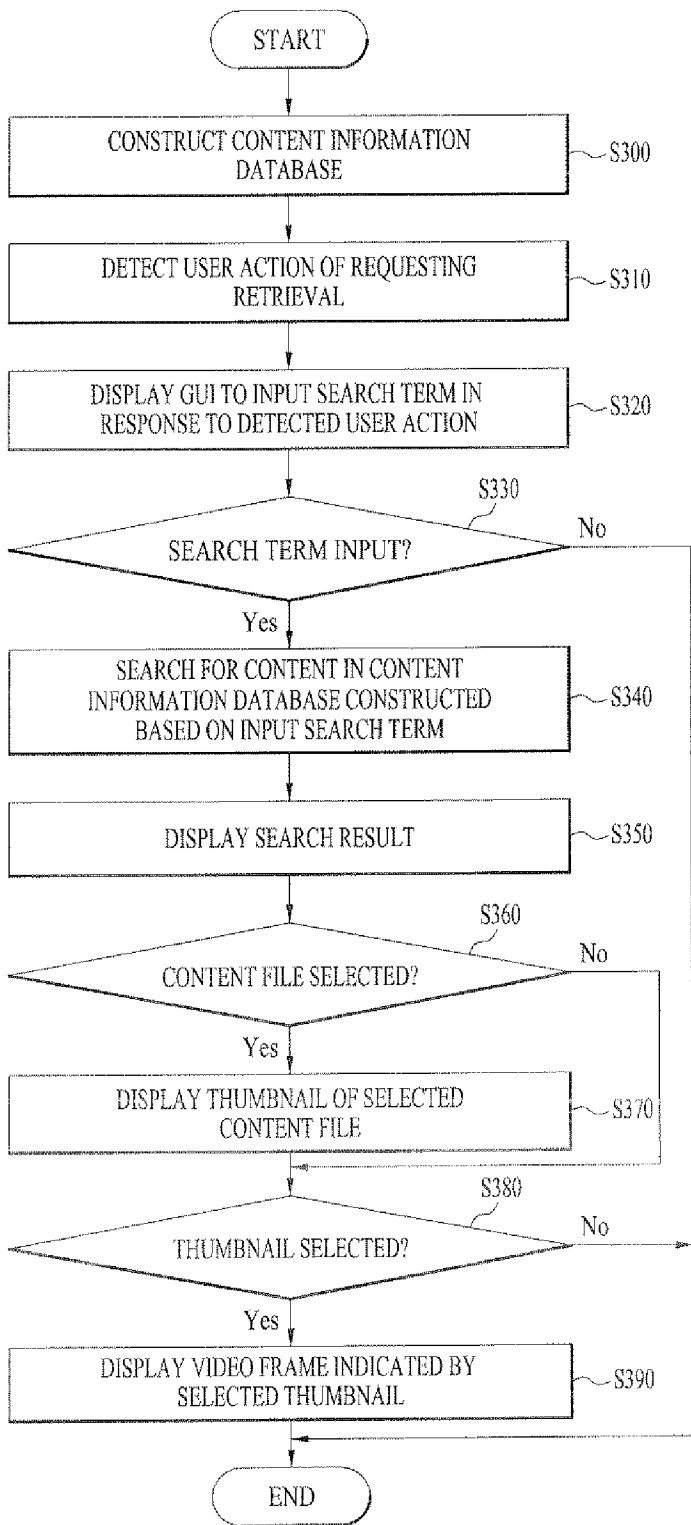 START
CONSTRUCT CONTENT INFORMATION
DATABASE
S300
DETECT USER ACTION OF REQUESTING
RETRIEVAL
S310
DISPLAY GUI TO INPUT SEARCH TERM IN
RESPONSE TO DETECTED USER ACTION
S320
S330
SEARCH TERM INPUT?
No
Yes
SEARCH FOR CONTENT IN CONTENT
INFORMATION DATABASE CONSTRUCTED
BASED ON INPUT SEARCH TERM
S340
DISPLAY SEARCH RESULT
S350
S360
CONTENT FILE SELECTED?
No
Yes
DISPLAY THUMBNAIL OF SELECTED
CONTENT FILE
S370
S380
THUMBNAIL SELECTED?
No
Yes
DISPLAY VIDEO FRAME INDICATED BY
SELECTED THUMBNAIL
S390
END